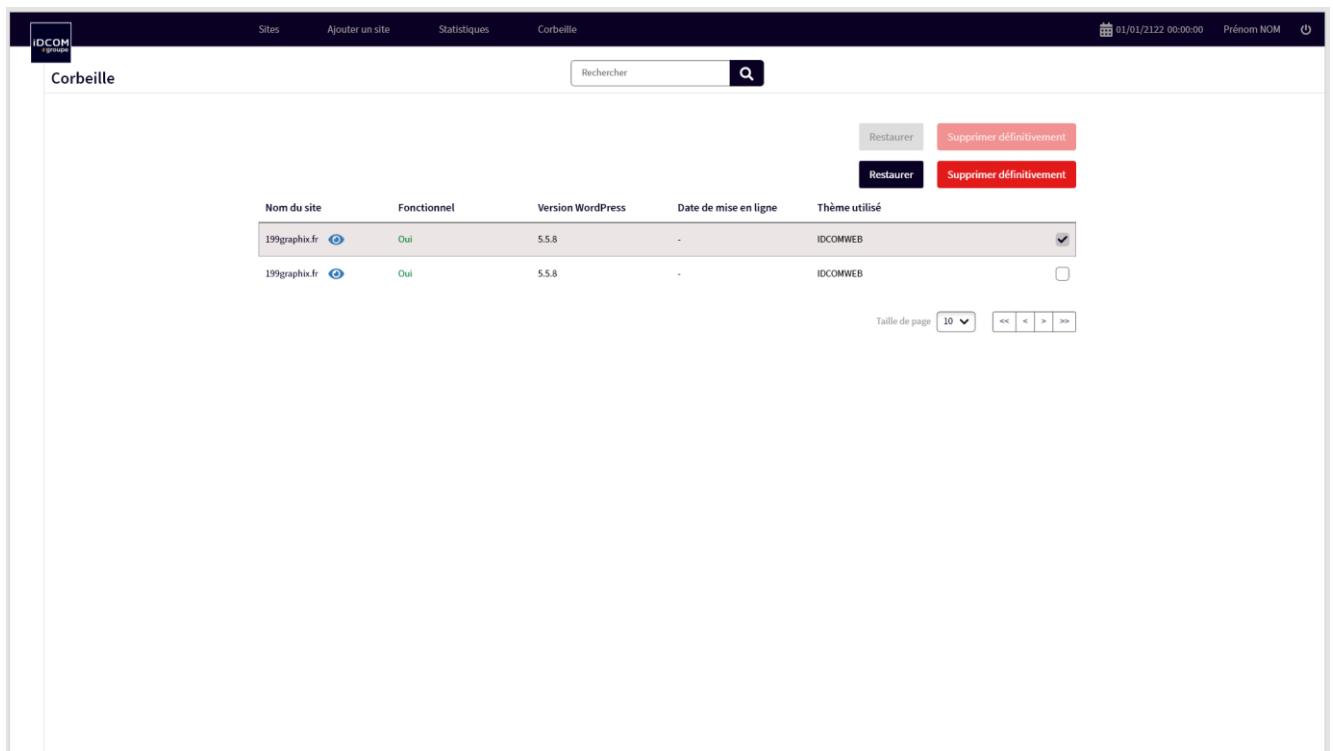 Sites Ajouter un site Statistiques Corbeille 01/01/2122 00:00:00 Prénom NOM
iDCOM
egroupe
Corbeille Rechercher
Restaurer Supprimer définitivement
Restaurer Supprimer définitivement
Nom du site Fonctionnel Version WordPress Date de mise en ligne Thème utilisé
199graphix.fr Oui 5.5.8 - IDCOMWEB
199graphix.fr Oui 5.5.8 - IDCOMWEB
Taille de page 10 << < > >>